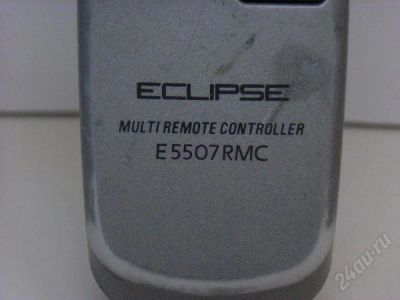 ECLIPSE
MULTI REMOTE CONTROLLER
E5507RMC
24au.ru